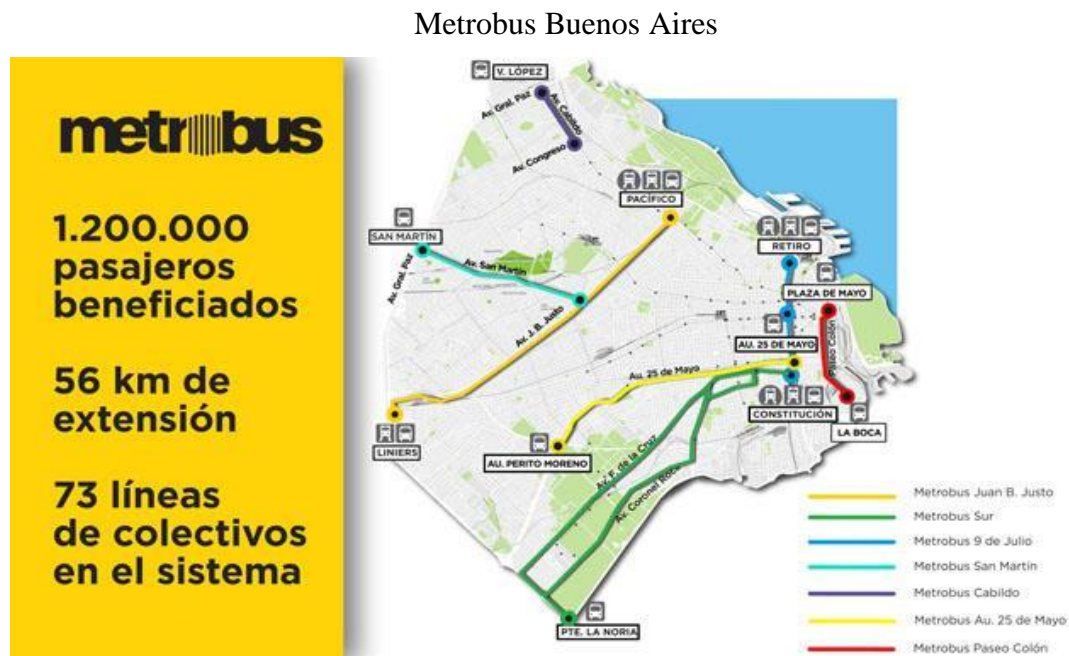 Metrobus Buenos Aires
metrobus
1.200.000
pasajeros
beneficiados
56 km de
extensión
73 líneas
de colectivos
en el sistema
V. LÓPEZ
Av. Gral. Paz
Av. Cabildo
Av. Congreso
PACÍFICO
SAN MARTÍN
Av. Gral. Paz
Av. San Martín
Av. J. B. Justo
RETIRO
PLAZA DE MAYO
Paseo Colón
AU. 25 DE MAYO
Au. 25 de Mayo
CONSTITUCIÓN
LA BOCA
LINIERS
AU. PERITO MORENO
Av. F. de la Cruz
Av. Coronel Roca
PTE. LA NORIA
Metrobus Juan B. Justo
Metrobus Sur
Metrobus 9 de Julio
Metrobus San Martín
Metrobus Cabildo
Metrobus Au. 25 de Mayo
Metrobus Paseo Colón